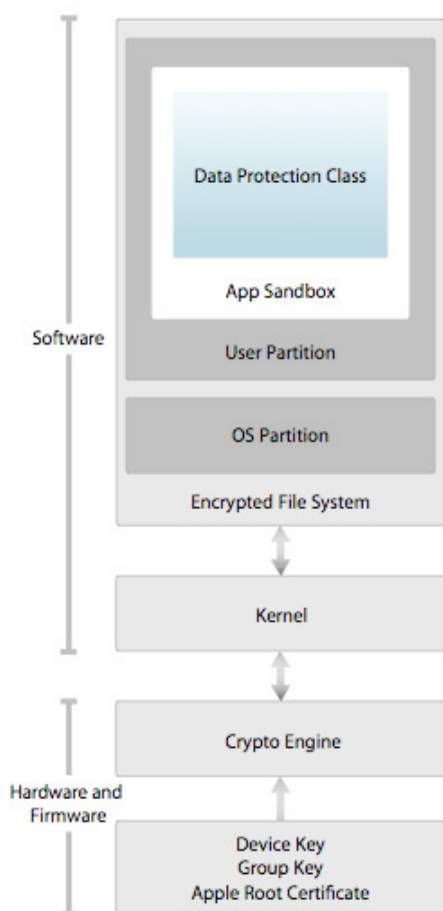 Data Protection Class
App Sandbox
Software
User Partition
OS Partition
Encrypted File System
Kernel
Crypto Engine
Hardware and
Firmware
Device Key
Group Key
Apple Root Certificate